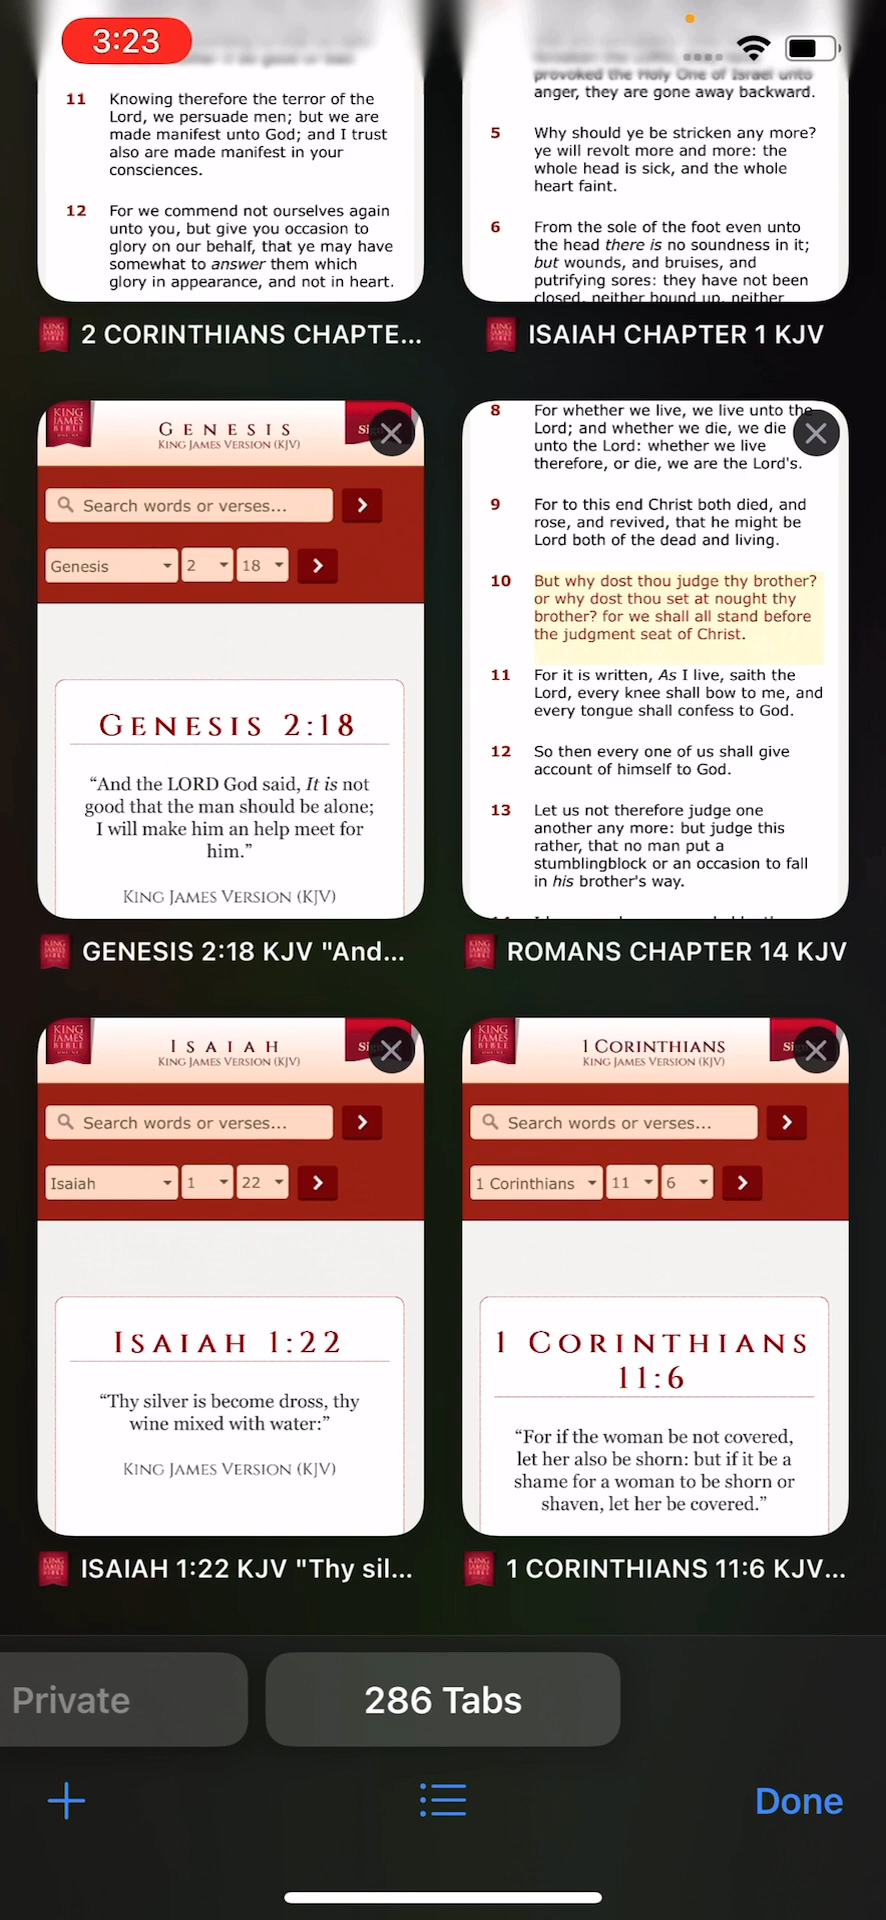 3:23
provoked the Holy One of Israel unto
anger, they are gone away backward.
11 Knowing therefore the terror of the
Lord, we persuade men; but we are
made manifest unto God; and I trust
also are made manifest in your
consciences.
12 For we commend not ourselves again
unto you, but give you occasion to
glory on our behalf, that ye may have
somewhat to answer them which
glory in appearance, and not in heart.
5 Why should ye be stricken any more?
ye will revolt more and more: the
whole head is sick, and the whole
heart faint.
6 From the sole of the foot even unto
the head there is no soundness in it;
but wounds, and bruises, and
putrifying sores: they have not been
closed, neither bound up, neither
2 CORINTHIANS CHAPTE...
ISAIAH CHAPTER 1 KJV
KING
JAMES
BIBLE
GENESIS
KING JAMES VERSION (KJV)
Search words or verses...
Genesis 2 18
GENESIS 2:18
“And the LORD God said, It is not
good that the man should be alone;
I will make him an help meet for
him.”
KING JAMES VERSION (KJV)
8 For whether we live, we live unto the
Lord; and whether we die, we die
unto the Lord: whether we live
therefore, or die, we are the Lord's.
9 For to this end Christ both died, and
rose, and revived, that he might be
Lord both of the dead and living.
10 But why dost thou judge thy brother?
or why dost thou set at nought thy
brother? for we shall all stand before
the judgment seat of Christ.
11 For it is written, As I live, saith the
Lord, every knee shall bow to me, and
every tongue shall confess to God.
12 So then every one of us shall give
account of himself to God.
13 Let us not therefore judge one
another any more: but judge this
rather, that no man put a
stumblingblock or an occasion to fall
in his brother's way.
GENESIS 2:18 KJV "And...
ROMANS CHAPTER 14 KJV
KING
JAMES
BIBLE
ISAIAH
KING JAMES VERSION (KJV)
Search words or verses...
Isaiah 1 22
ISAIAH 1:22
“Thy silver is become dross, thy
wine mixed with water:”
KING JAMES VERSION (KJV)
KING
JAMES
BIBLE
1 CORINTHIANS
KING JAMES VERSION (KJV)
Search words or verses...
1 Corinthians 11 6
1 CORINTHIANS
11:6
“For if the woman be not covered,
let her also be shorn: but if it be a
shame for a woman to be shorn or
shaven, let her be covered.”
ISAIAH 1:22 KJV "Thy sil...
1 CORINTHIANS 11:6 KJV...
Private
286 Tabs
Done